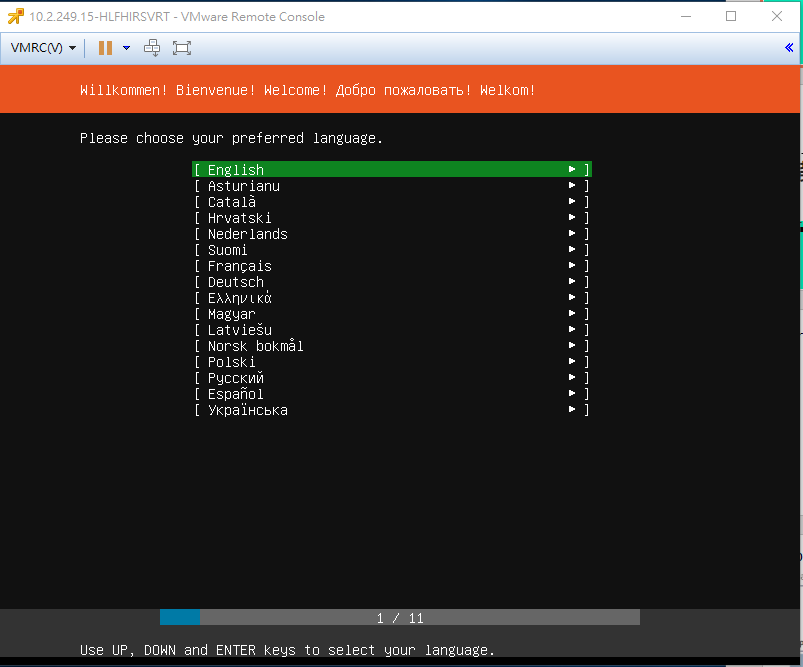 10.2.249.15-HLFHIRSVRT - VMware Remote Console
VMRC(V)
Willkommen! Bienvenue! Welcome! Добро пожаловать! Welkom!
Please choose your preferred language.
[ English ► ]
[ Asturianu ► ]
[ Català ► ]
[ Hrvatski ► ]
[ Nederlands ► ]
[ Suomi ► ]
[ Français ► ]
[ Deutsch ► ]
[ Ελληνικά ► ]
[ Magyar ► ]
[ Latviešu ► ]
[ Norsk bokmål ► ]
[ Polski ► ]
[ Русский ► ]
[ Español ► ]
[ Українська ► ]
1 / 11
Use UP, DOWN and ENTER keys to select your language.